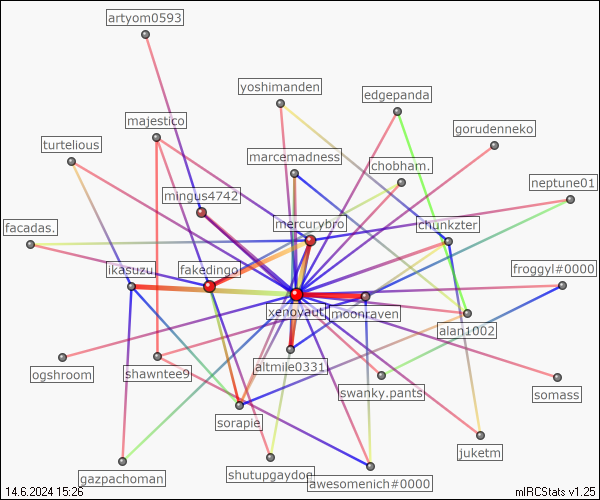 artyom0593
yoshimanden
edgepanda
majestico
gorudenneko
turtelious
marcemadness
chobham.
neptune01
mingus4742
facadas.
mercurybro
chunkzter
ikasuzu
fakedingo
froggyl#0000
xenoyaut
moonraven
alan1002
ogshroom
shawntee9
altmile0331
swanky.pants
somass
sorapie
juketm
gazpachoman
shutupgaydog
awesomenich#0000
14.6.2024 15:26
mIRCStats v1.25